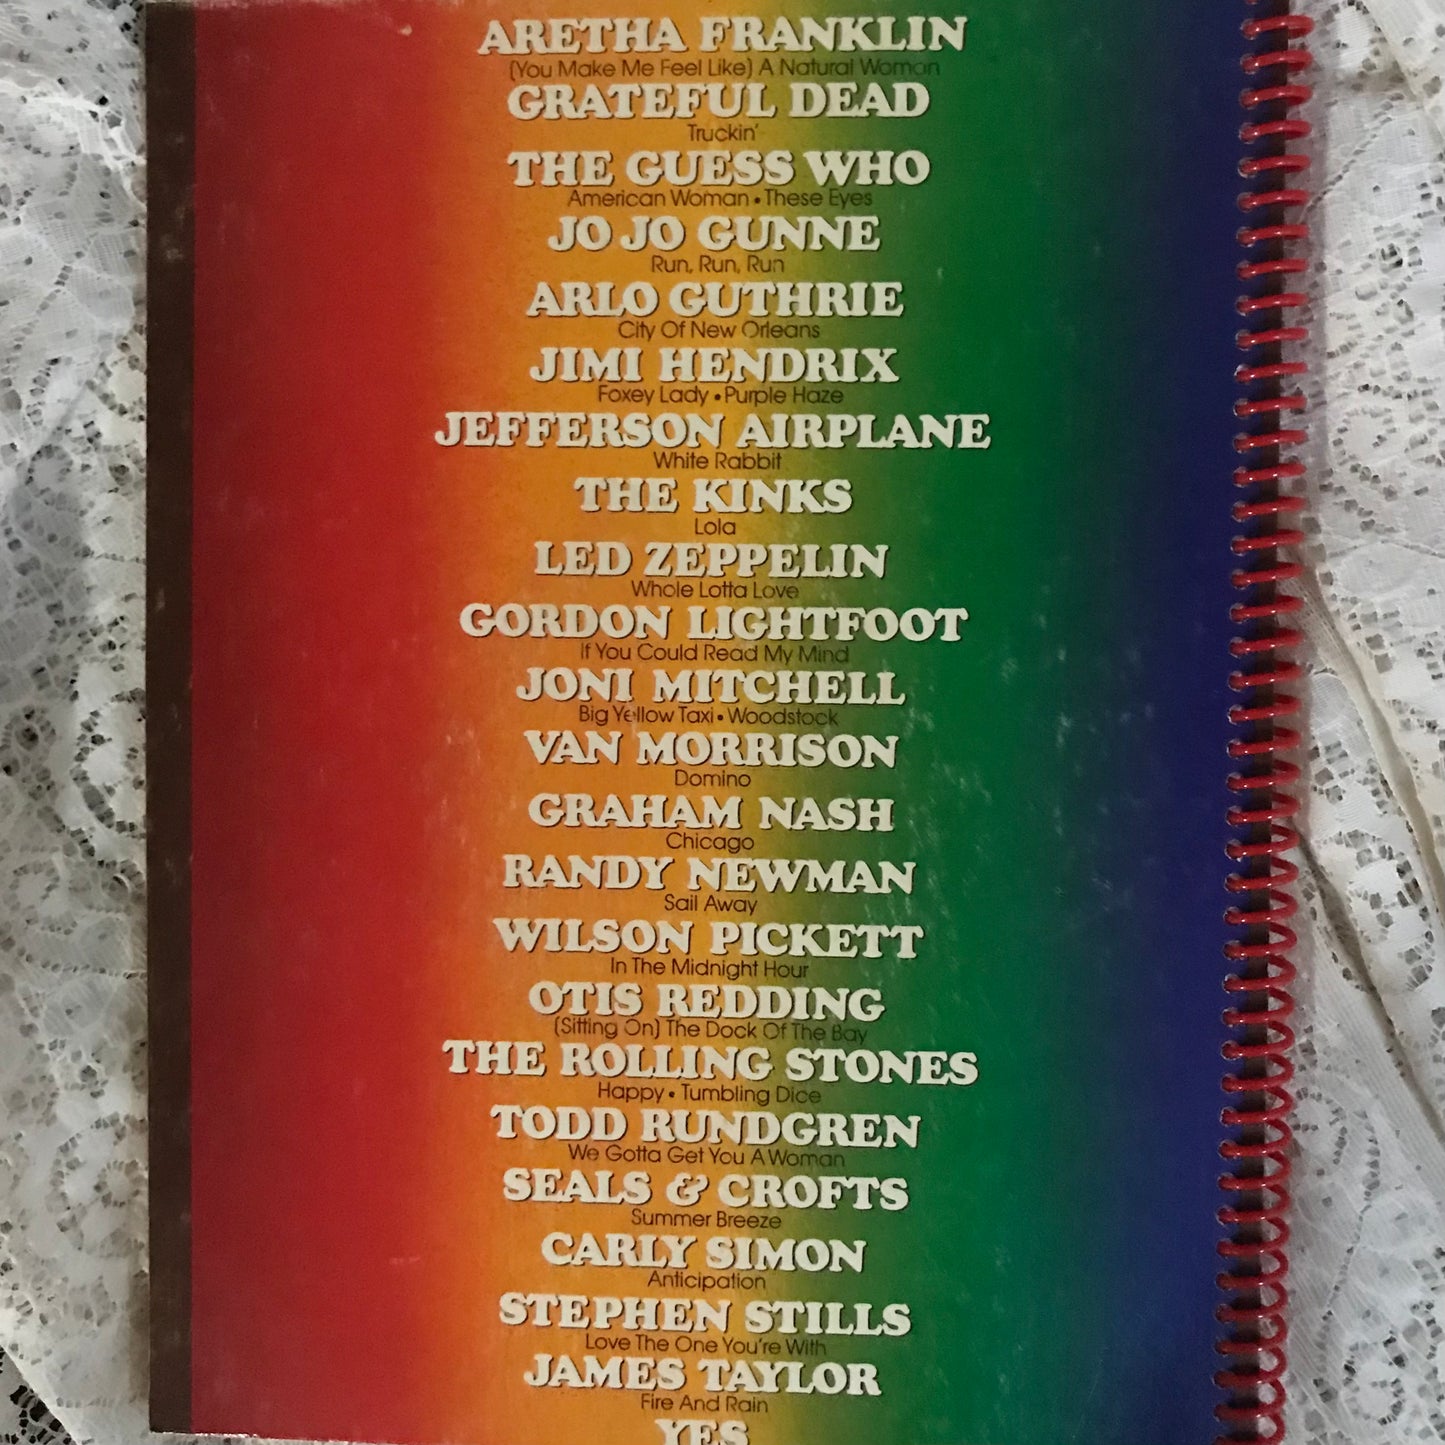 ARETHA FRANKLIN
(You Make Me Feel Like) A Natural Woman
GRATEFUL DEAD
Truckin'
THE GUESS WHO
American Woman • These Eyes
JO JO GUNNE
Run, Run, Run
ARLO GUTHRIE
City Of New Orleans
JIMI HENDRIX
Foxey Lady • Purple Haze
JEFFERSON AIRPLANE
White Rabbit
THE KINKS
Lola
LED ZEPPELIN
Whole Lotta Love
GORDON LIGHTFOOT
If You Could Read My Mind
JONI MITCHELL
Big Yellow Taxi • Woodstock
VAN MORRISON
Domino
GRAHAM NASH
Chicago
RANDY NEWMAN
Sail Away
WILSON PICKETT
In The Midnight Hour
OTIS REDDING
(Sitting On) The Dock Of The Bay
THE ROLLING STONES
Happy • Tumbling Dice
TODD RUNDGREN
We Gotta Get You A Woman
SEALS & CROFTS
Summer Breeze
CARLY SIMON
Anticipation
STEPHEN STILLS
Love The One You're With
JAMES TAYLOR
Fire And Rain
YES